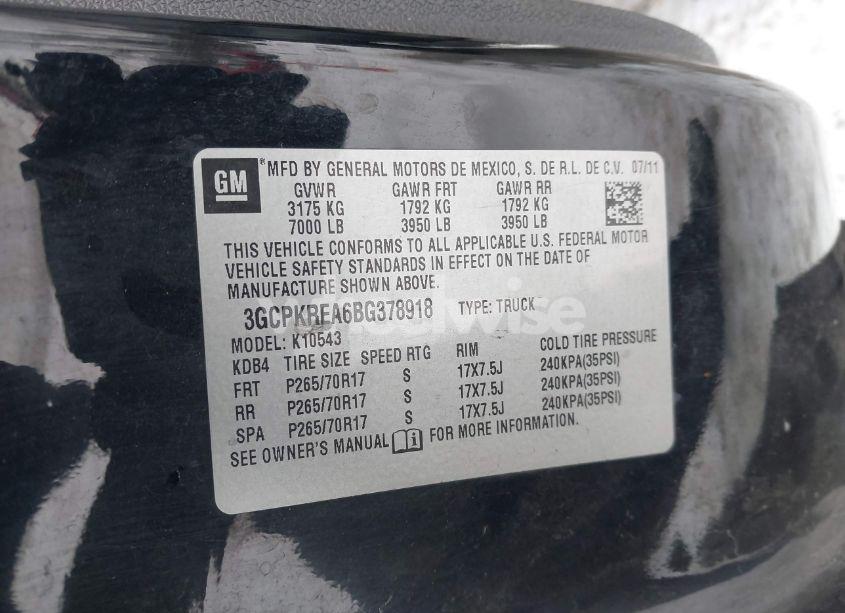 GM ® MFD BY GENERAL MOTORS DE MEXICO, S. DE R.L. DE C.V. 07/11
GVWR GAWR FRT GAWR RR
3175 KG 1792 KG 1792 KG
7000 LB 3950 LB 3950 LB
THIS VEHICLE CONFORMS TO ALL APPLICABLE U.S. FEDERAL MOTOR
VEHICLE SAFETY STANDARDS IN EFFECT ON THE DATE OF
MANUFACTURE SHOWN ABOVE.
3GCPKREA6BG378918 TYPE: TRUCK
MODEL: K10543
KDB4 TIRE SIZE SPEED RTG RIM COLD TIRE PRESSURE
FRT P265/70R17 S 17X7.5J 240KPA(35PSI)
RR P265/70R17 S 17X7.5J 240KPA(35PSI)
SPA P265/70R17 S 17X7.5J 240KPA(35PSI)
SEE OWNER'S MANUAL FOR MORE INFORMATION.